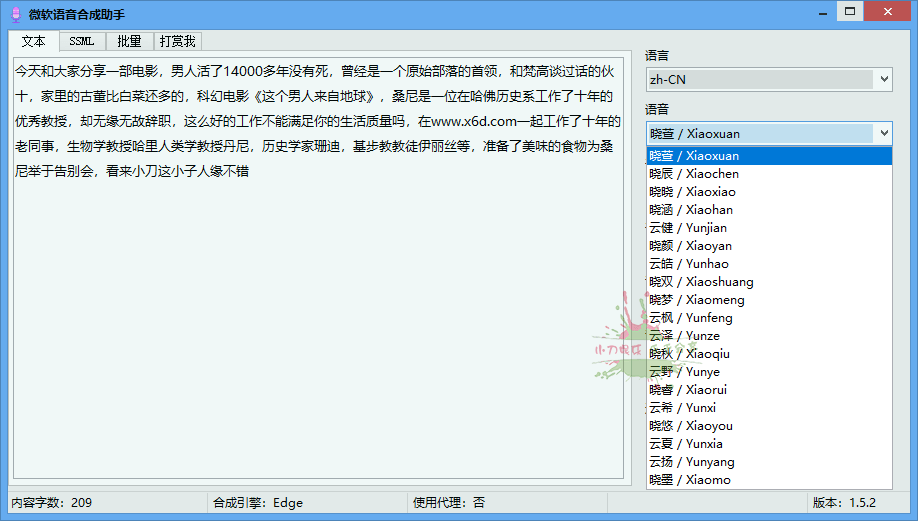 微软语音合成助手
文本 SSML 批量 打赏我
今天和大家分享一部电影，男人活了14000多年没有死，曾经是一个原始部落的首领，和梵高谈过话的伙
十，家里的古董比白菜还多的，科幻电影《这个男人来自地球》，桑尼是一位在哈佛历史系工作了十年的
优秀教授，却无缘无故辞职，这么好的工作不能满足你的生活质量吗，在www.x6d.com一起工作了十年的
老同事，生物学教授哈里人类学教授丹尼，历史学家珊迪，基步教教徒伊丽丝等，准备了美味的食物为桑
尼举于告别会，看来小刀这小子人缘不错
语言
zh-CN
语音
晓萱 / Xiaoxuan
晓萱 / Xiaoxuan
晓辰 / Xiaochen
晓晓 / Xiaoxiao
晓涵 / Xiaohan
云健 / Yunjian
晓颜 / Xiaoyan
云皓 / Yunhao
晓双 / Xiaoshuang
晓梦 / Xiaomeng
云枫 / Yunfeng
云泽 / Yunze
晓秋 / Xiaoqiu
云野 / Yunye
晓睿 / Xiaorui
云希 / Yunxi
晓悠 / Xiaoyou
云夏 / Yunxia
云扬 / Yunyang
晓墨 / Xiaomo
小刀娱乐
内容字数：209 合成引擎：Edge 使用代理：否 版本：1.5.2